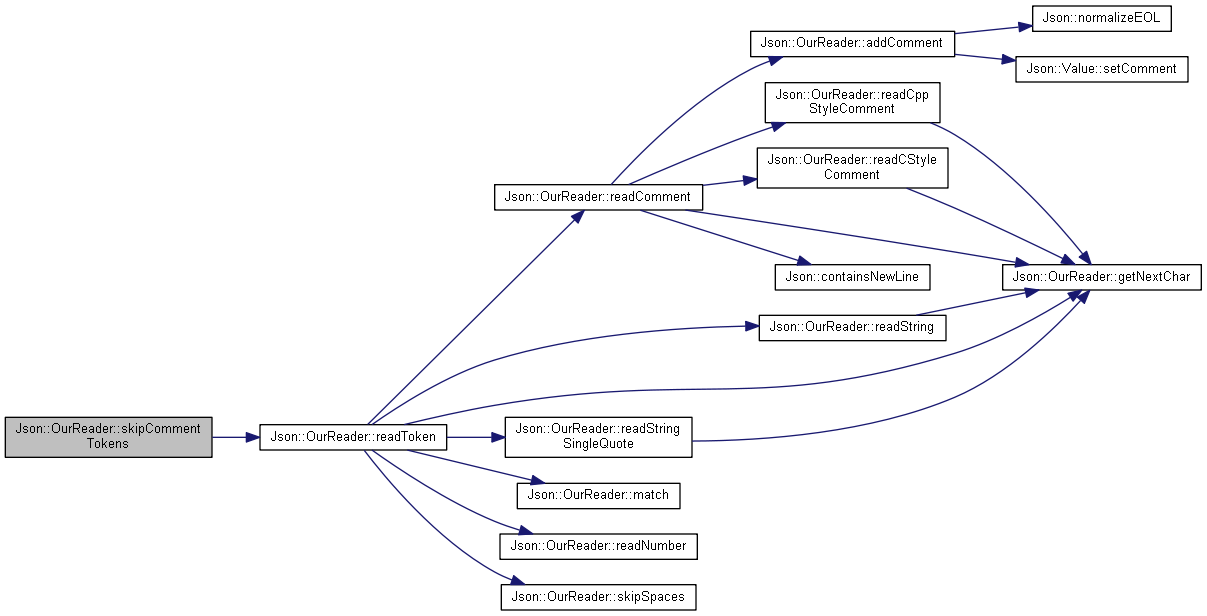 Json::normalizeEOL
Json::OurReader::addComment
Json::Value::setComment
Json::OurReader::readCpp
StyleComment
Json::OurReader::readCStyle
Comment
Json::OurReader::readComment
Json::containsNewLine
Json::OurReader::getNextChar
Json::OurReader::readString
Json::OurReader::skipComment
Tokens
Json::OurReader::readToken
Json::OurReader::readString
SingleQuote
Json::OurReader::match
Json::OurReader::readNumber
Json::OurReader::skipSpaces